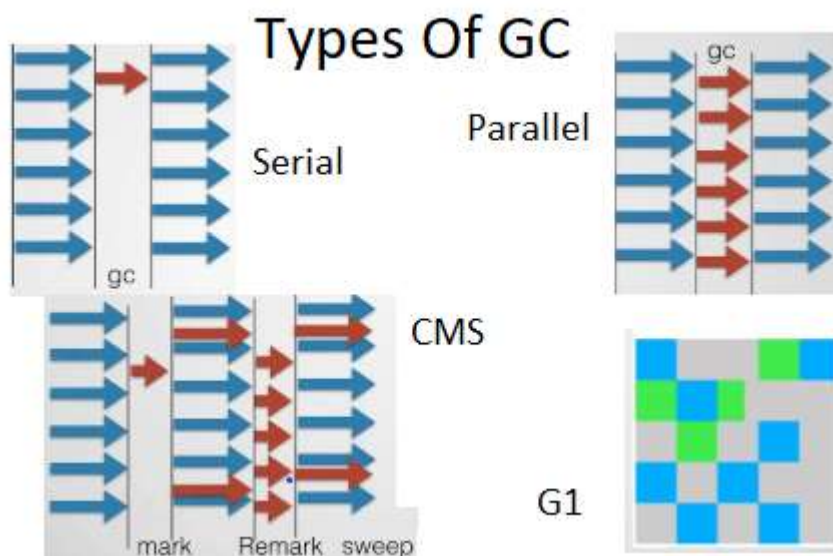 Types Of GC
gc
Serial
Parallel
gc
CMS
mark
Remark
sweep
G1